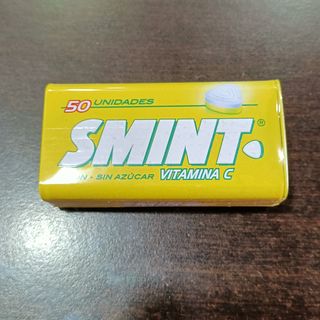 50 UNIDADES
SMINT®
SIN AZÚCAR VITAMINA C